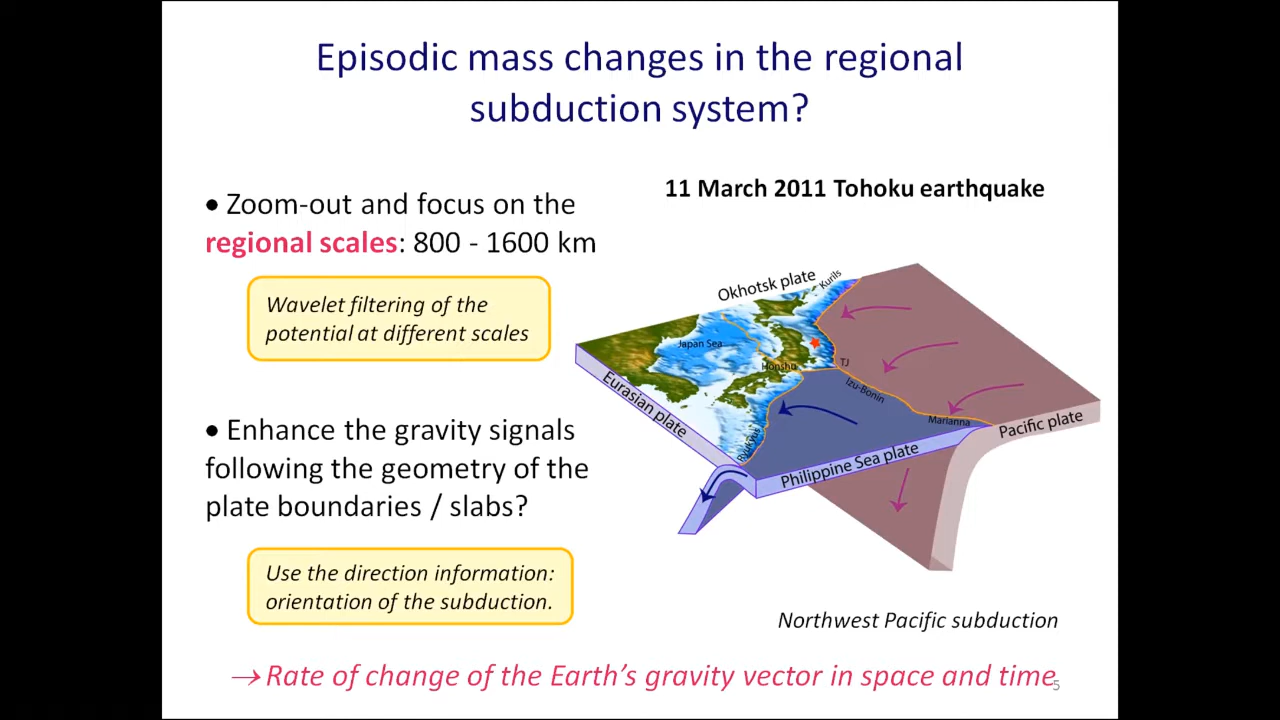 Episodic mass changes in the regional
subduction system?
• Zoom-out and focus on the
regional scales: 800 - 1600 km
Wavelet filtering of the
potential at different scales
• Enhance the gravity signals
following the geometry of the
plate boundaries / slabs?
Use the direction information:
orientation of the subduction.
11 March 2011 Tohoku earthquake
Okhotsk plate
Kurils
Japan Sea
Honshu
TJ
Izu-Bonin
Marianna
Eurasian plate
Ryukyus
Philippine Sea plate
Pacific plate
Northwest Pacific subduction
→ Rate of change of the Earth's gravity vector in space and time
5